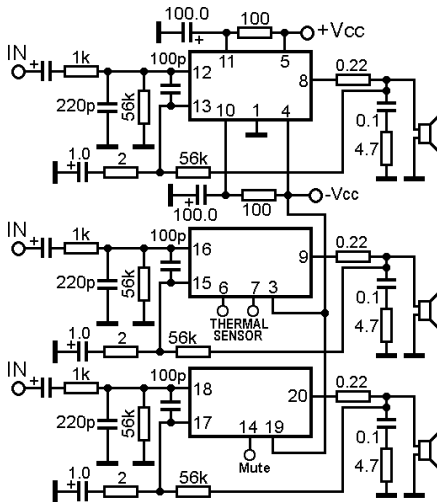 100.0 + 100 +Vcc
IN
+ 1k 100p 12 11 5 8 0.22
220p 56k 13 10 1 4
0.1
1.0 + 2 56k 4.7
+ 100.0 100 -Vcc
IN
+ 1k 100p 16 9 0.22
220p 56k 15 6 7 3
0.1
THERMAL
SENSOR
1.0 + 2 56k 4.7
IN
+ 1k 100p 18 20 0.22
220p 56k 17 14 19
0.1
Mute
1.0 + 2 56k 4.7